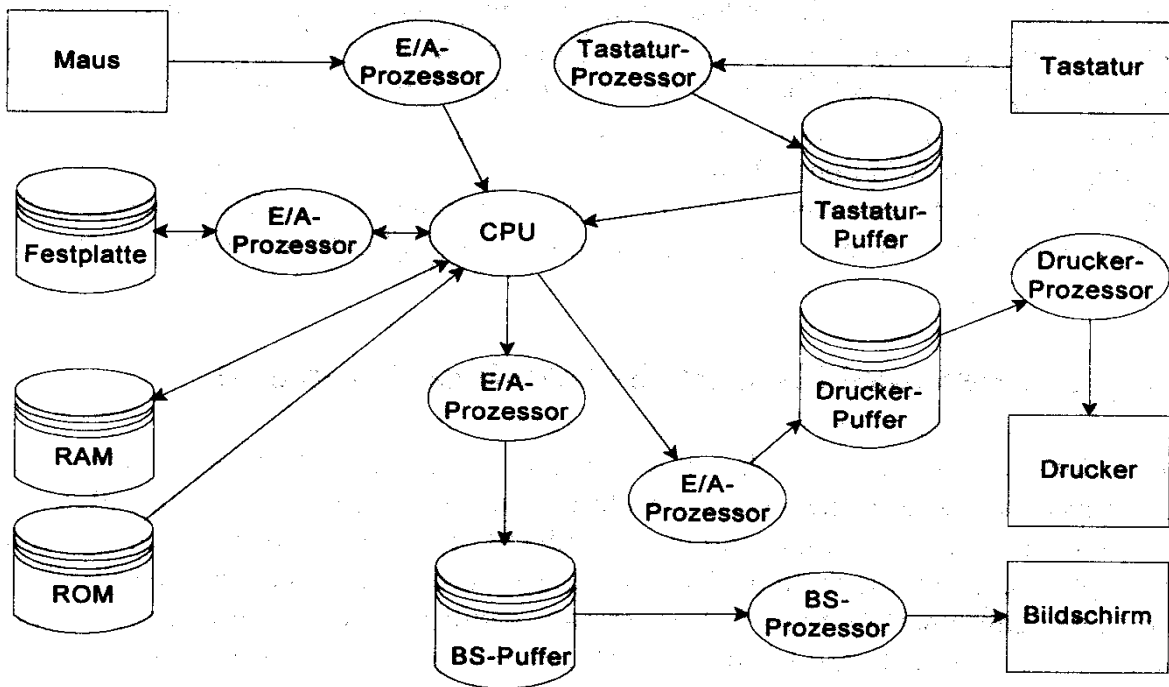 Maus
E/A-
Prozessor
Tastatur-
Prozessor
Tastatur
Festplatte
E/A-
Prozessor
CPU
Tastatur-
Puffer
Drucker-
Prozessor
RAM
E/A-
Prozessor
Drucker-
Puffer
E/A-
Prozessor
Drucker
ROM
BS-Puffer
BS-
Prozessor
Bildschirm